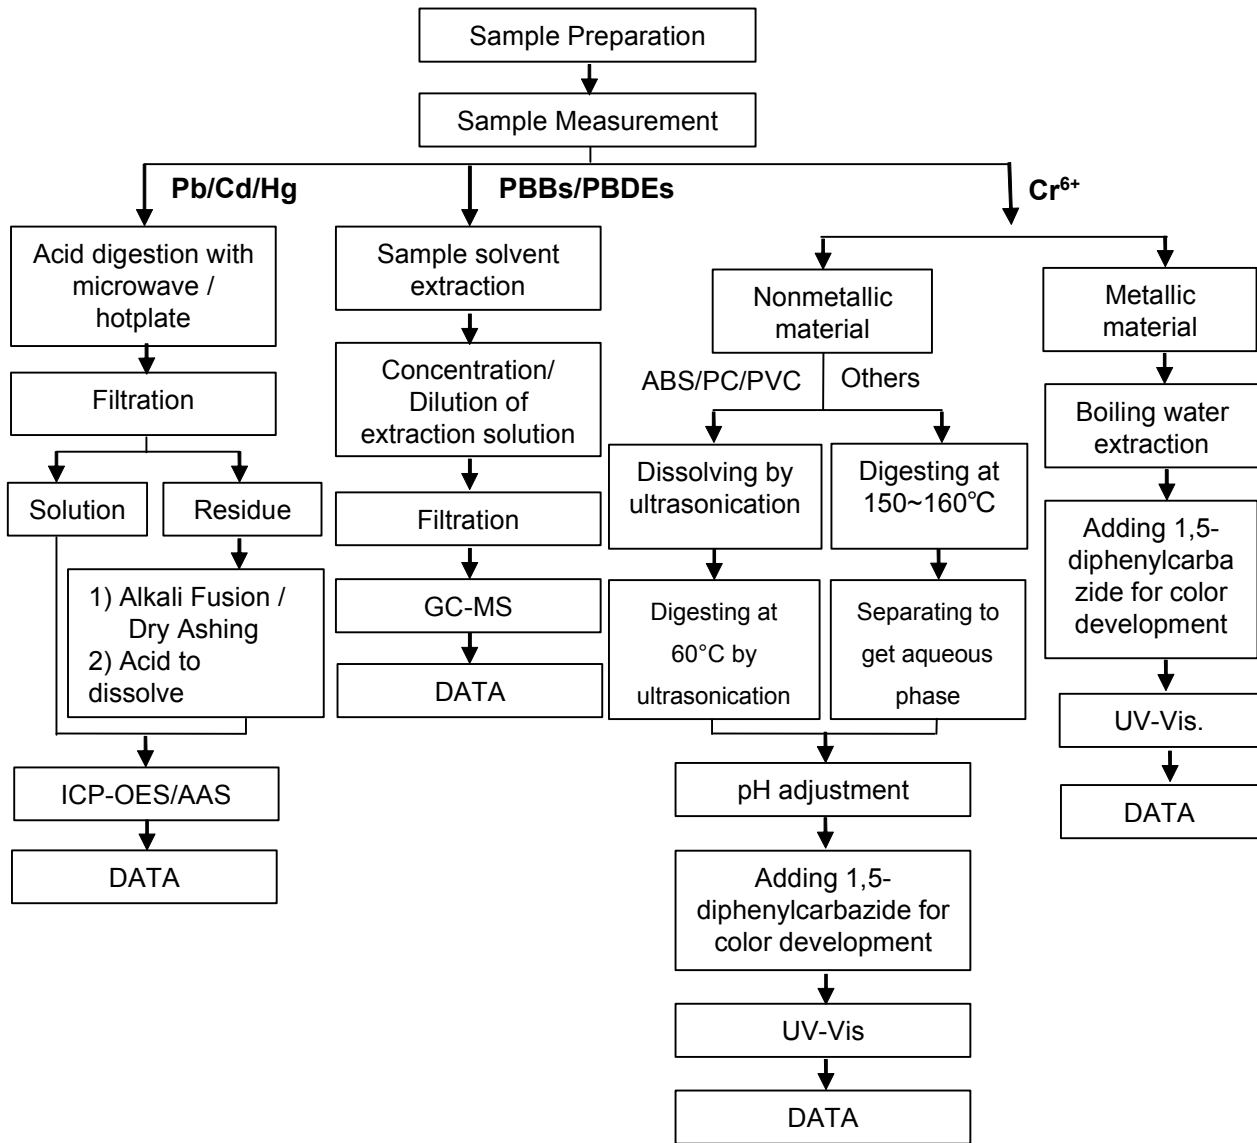 Sample Preparation
Sample Measurement
Pb/Cd/Hg
PBBs/PBDEs
Cr⁶⁺
Acid digestion with
microwave /
hotplate
Filtration
Solution
Residue
1) Alkali Fusion /
Dry Ashing
2) Acid to
dissolve
ICP-OES/AAS
DATA
Sample solvent
extraction
Concentration/
Dilution of
extraction solution
Filtration
GC-MS
DATA
Nonmetallic
material
ABS/PC/PVC
Others
Dissolving by
ultrasonication
Digesting at
60°C by
ultrasonication
Digesting at
150~160℃
Separating to
get aqueous
phase
pH adjustment
Adding 1,5-
diphenylcarbazide for
color development
UV-Vis
DATA
Metallic
material
Boiling water
extraction
Adding 1,5-
diphenylcarba
zide for color
development
UV-Vis.
DATA